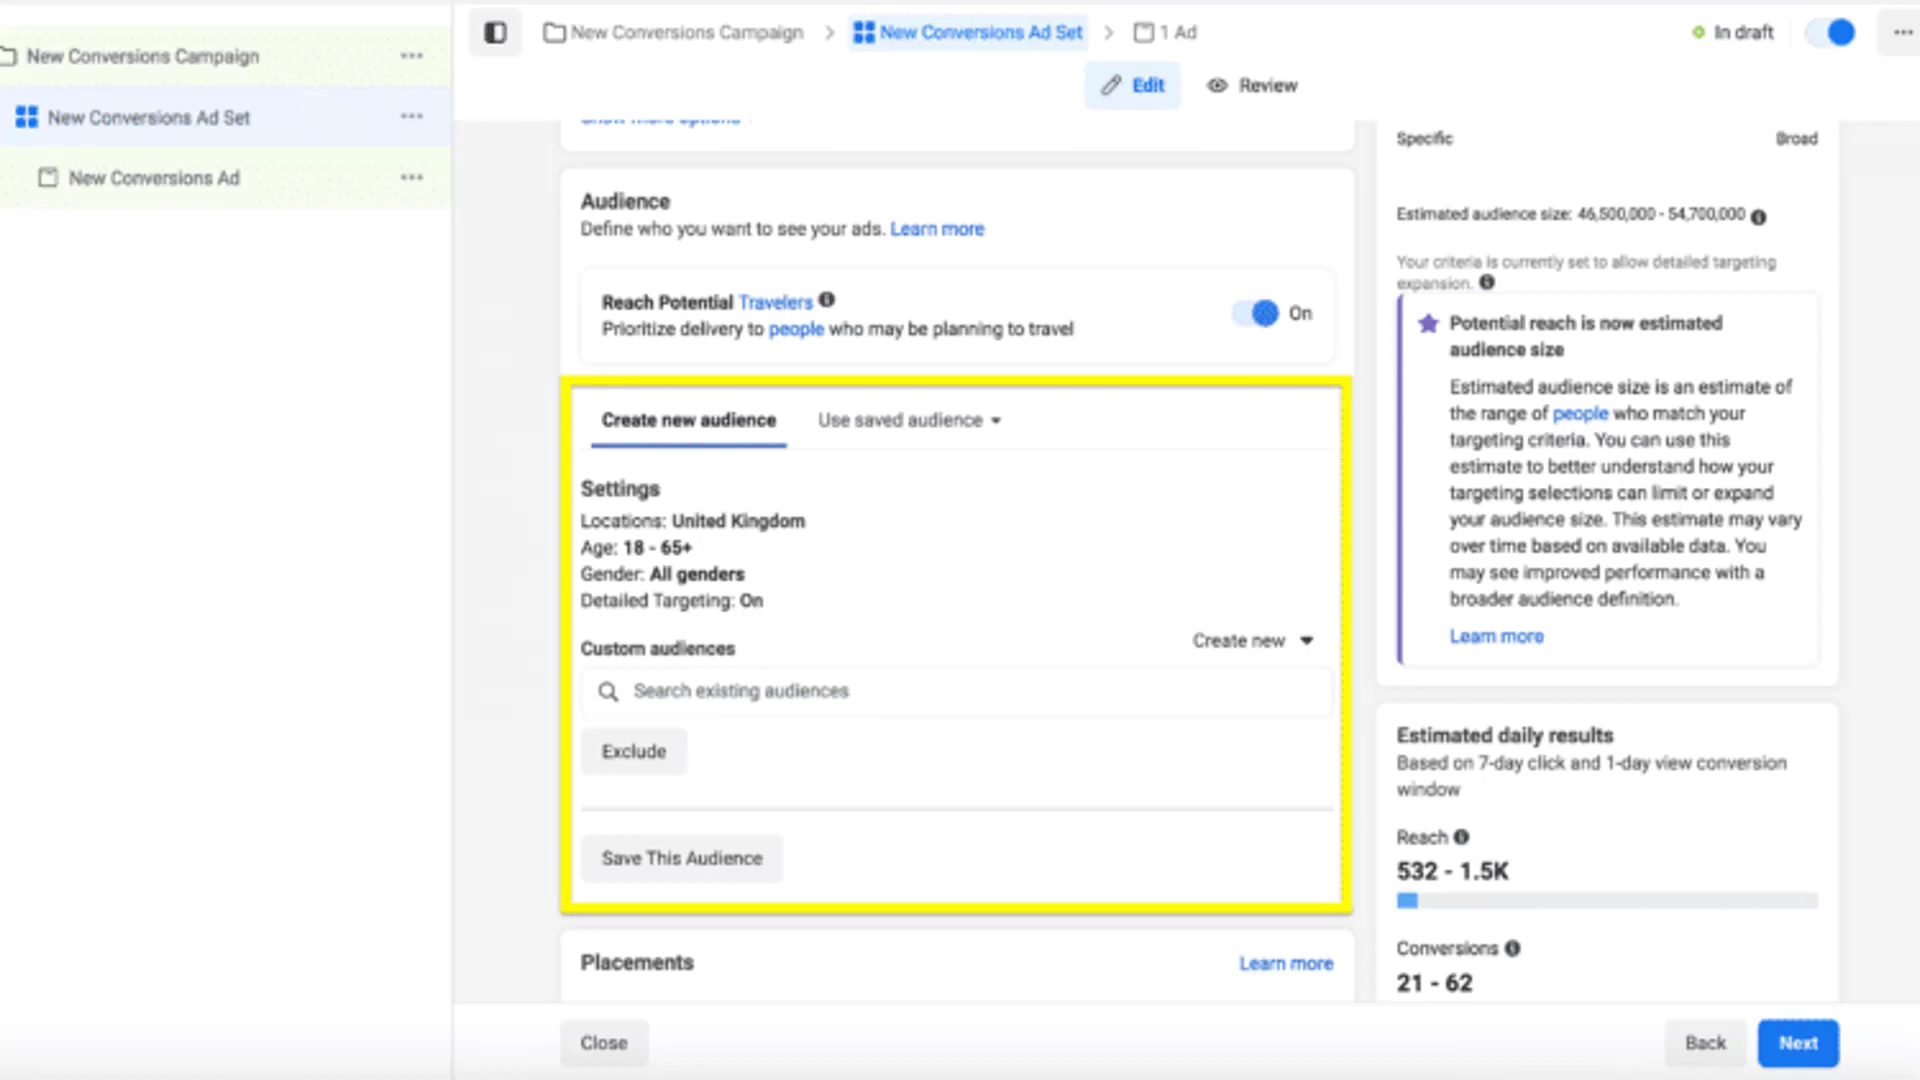 New Conversions Campaign
New Conversions Ad Set
New Conversions Ad
New Conversions Campaign > New Conversions Ad Set > 1 Ad
In draft
Edit
Review
Show more options
Audience
Define who you want to see your ads. Learn more
Reach Potential Travelers
Prioritize delivery to people who may be planning to travel
On
Create new audience
Use saved audience
Settings
Locations: United Kingdom
Age: 18 - 65+
Gender: All genders
Detailed Targeting: On
Custom audiences
Create new
Search existing audiences
Exclude
Save This Audience
Placements
Learn more
Close
Specific
Broad
Estimated audience size: 46,500,000 - 54,700,000
Your criteria is currently set to allow detailed targeting
expansion.
Potential reach is now estimated
audience size
Estimated audience size is an estimate of
the range of people who match your
targeting criteria. You can use this
estimate to better understand how your
targeting selections can limit or expand
your audience size. This estimate may vary
over time based on available data. You
may see improved performance with a
broader audience definition.
Learn more
Estimated daily results
Based on 7-day click and 1-day view conversion
window
Reach
532 - 1.5K
Conversions
21 - 62
Back
Next